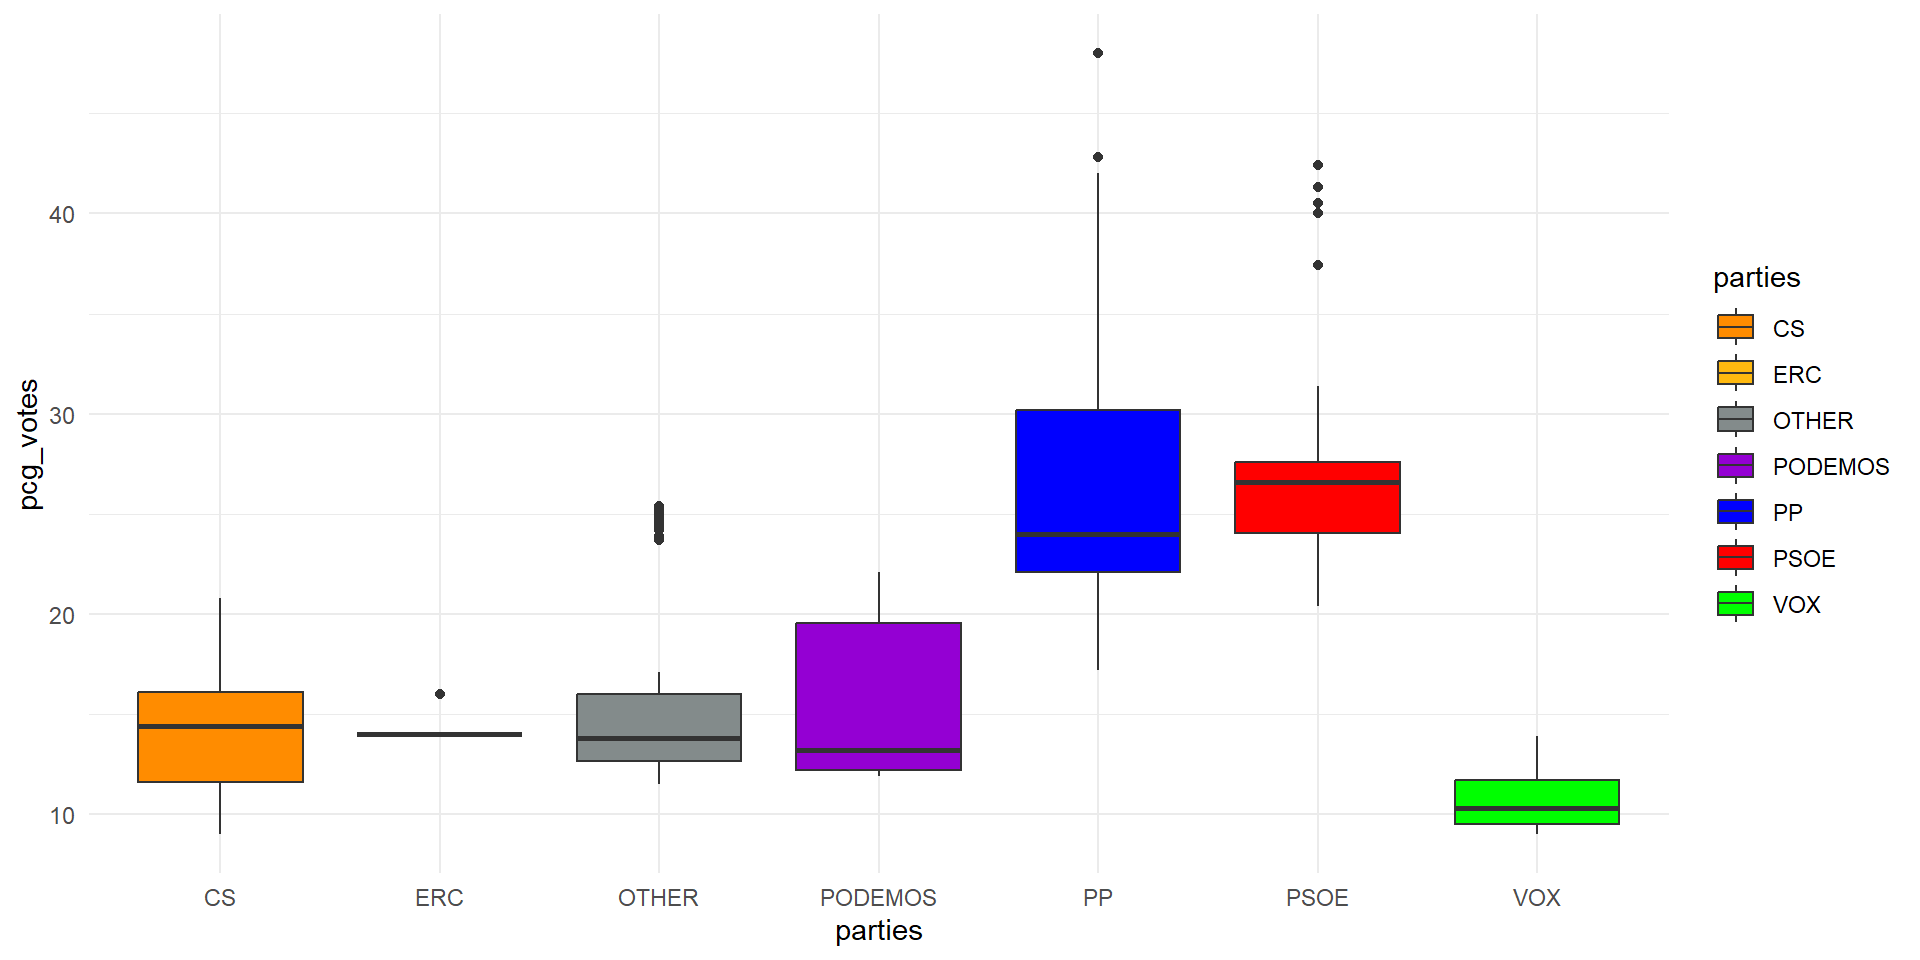 pcg_votes
40
30
20
10
CS
ERC
OTHER
PODEMOS
PP
PSOE
VOX
parties
parties
CS
ERC
OTHER
PODEMOS
PP
PSOE
VOX